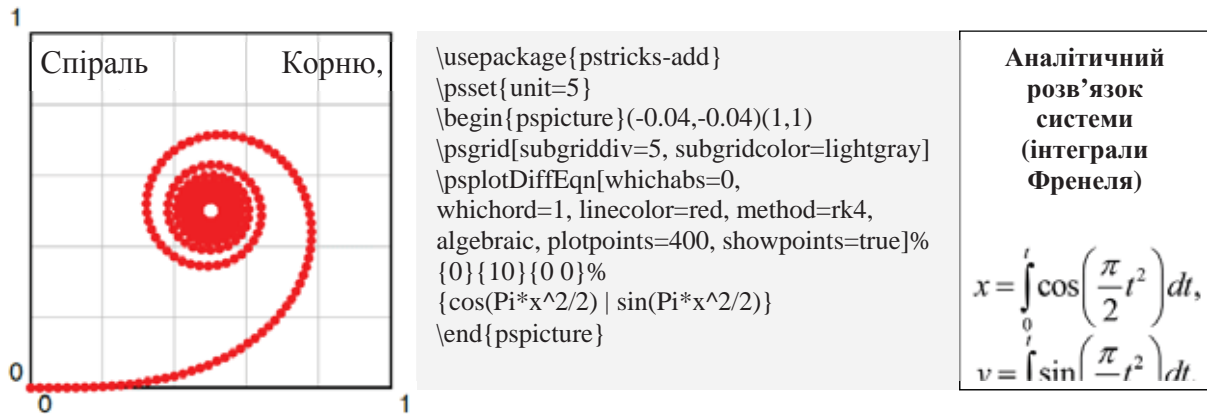 1
Спіраль Корню,
0
0
1
\usepackage{pstricks-add}
\psset{unit=5}
\begin{pspicture}(-0.04,-0.04)(1,1)
\psgrid[subgriddiv=5, subgridcolor=lightgray]
\psplotDiffEqn[whichabs=0,
whichord=1, linecolor=red, method=rk4,
algebraic, plotpoints=400, showpoints=true]%
{0}{10}{0 0}%
{cos(Pi*x^2/2) | sin(Pi*x^2/2)}
\end{pspicture}
Аналітичний
розв’язок
системи
(інтеграли
Френеля)
x = ∫₀ᵗ cos(π/2 t²) dt,
y = ∫ᵗ sin(π t²) dt.